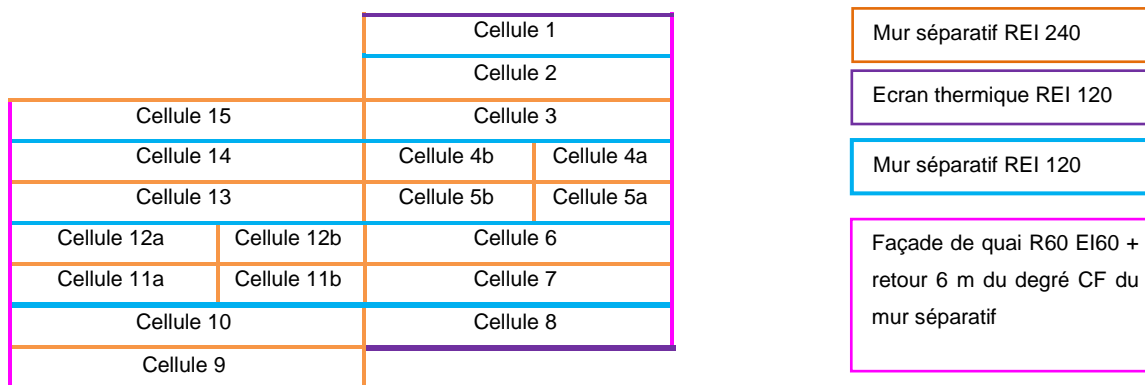 Cellule 1
Cellule 2
Cellule 15 Cellule 3
Cellule 14 Cellule 4b Cellule 4a
Cellule 13 Cellule 5b Cellule 5a
Cellule 12a Cellule 12b Cellule 6
Cellule 11a Cellule 11b Cellule 7
Cellule 10 Cellule 8
Cellule 9
Mur séparatif REI 240
Ecran thermique REI 120
Mur séparatif REI 120
Façade de quai R60 EI60 +
retour 6 m du degré CF du
mur séparatif